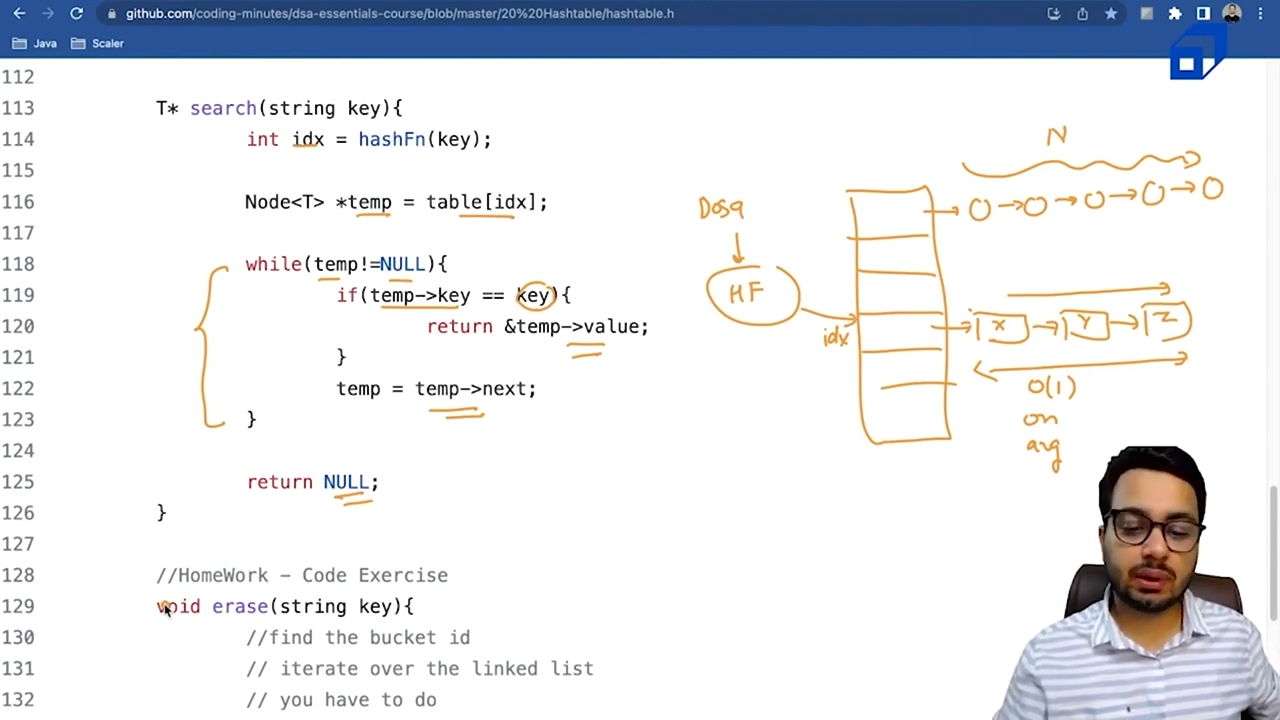 github.com/coding-minutes/dsa-essentials-course/blob/master/20%20Hashtable/hashtable.h
Java
Scaler
112
113 T* search(string key){
114 int idx = hashFn(key);
115
116 Node<T> *temp = table[idx];
117
118 while(temp!=NULL){
119 if(temp->key == key){
120 return &temp->value;
121 }
122 temp = temp->next;
123 }
124
125 return NULL;
126 }
127
128 //HomeWork - Code Exercise
129 void erase(string key){
130 //find the bucket id
131 // iterate over the linked list
132 // you have to do
N
Dosa
HF
idx
X
Y
Z
O(1)
on
avg